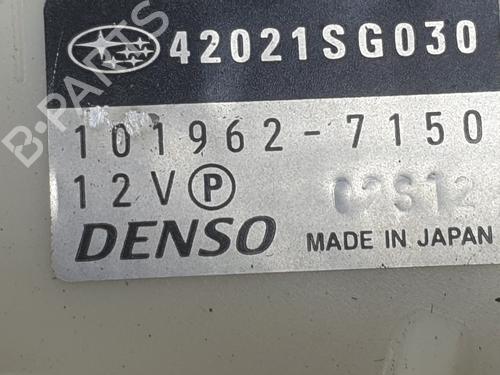 42021SG030
101962-7150
12V P
DENSO MADE IN JAPAN
B-PARTS